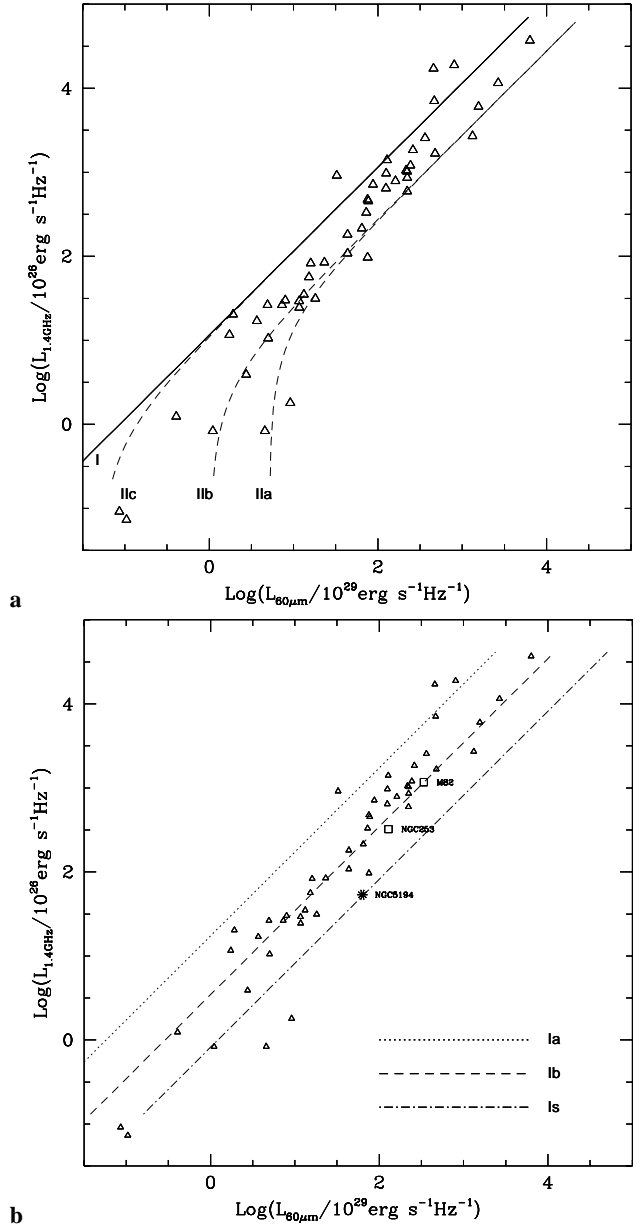 4
2
0
Log(L1.4GHz/10^26erg s^-1Hz^-1)
I
IIc
IIb
IIa
0
2
4
a
Log(L60μm/10^29erg s^-1Hz^-1)
4
2
0
Log(L1.4GHz/10^26erg s^-1Hz^-1)
M82
NGC253
NGC5194
Ia
Ib
Is
0
2
4
b
Log(L60μm/10^29erg s^-1Hz^-1)